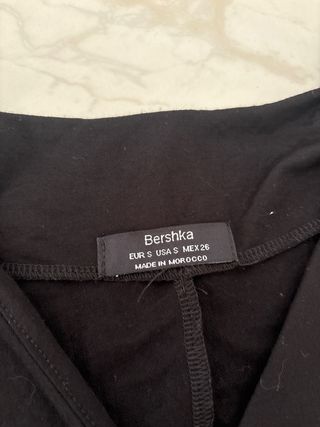 Bershka
EUR S USA S MEX 26
MADE IN MOROCCO